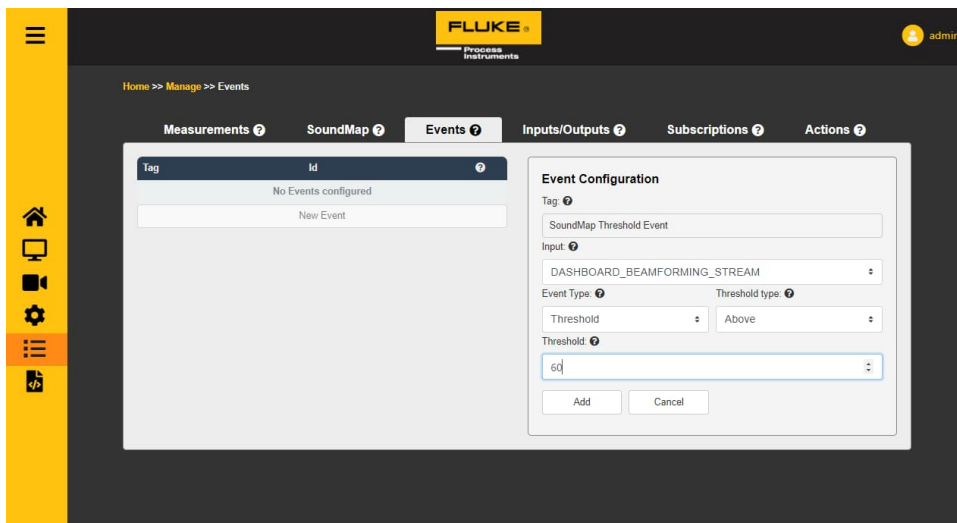 FLUKE ®
Process
Instruments
admin
Home >> Manage >> Events
Measurements ?
SoundMap ?
Events ?
Inputs/Outputs ?
Subscriptions ?
Actions ?
Tag Id ?
No Events configured
New Event
Event Configuration
Tag: ?
SoundMap Threshold Event
Input: ?
DASHBOARD_BEAMFORMING_STREAM
Event Type: ? Threshold type: ?
Threshold Above
Threshold: ?
60
Add Cancel